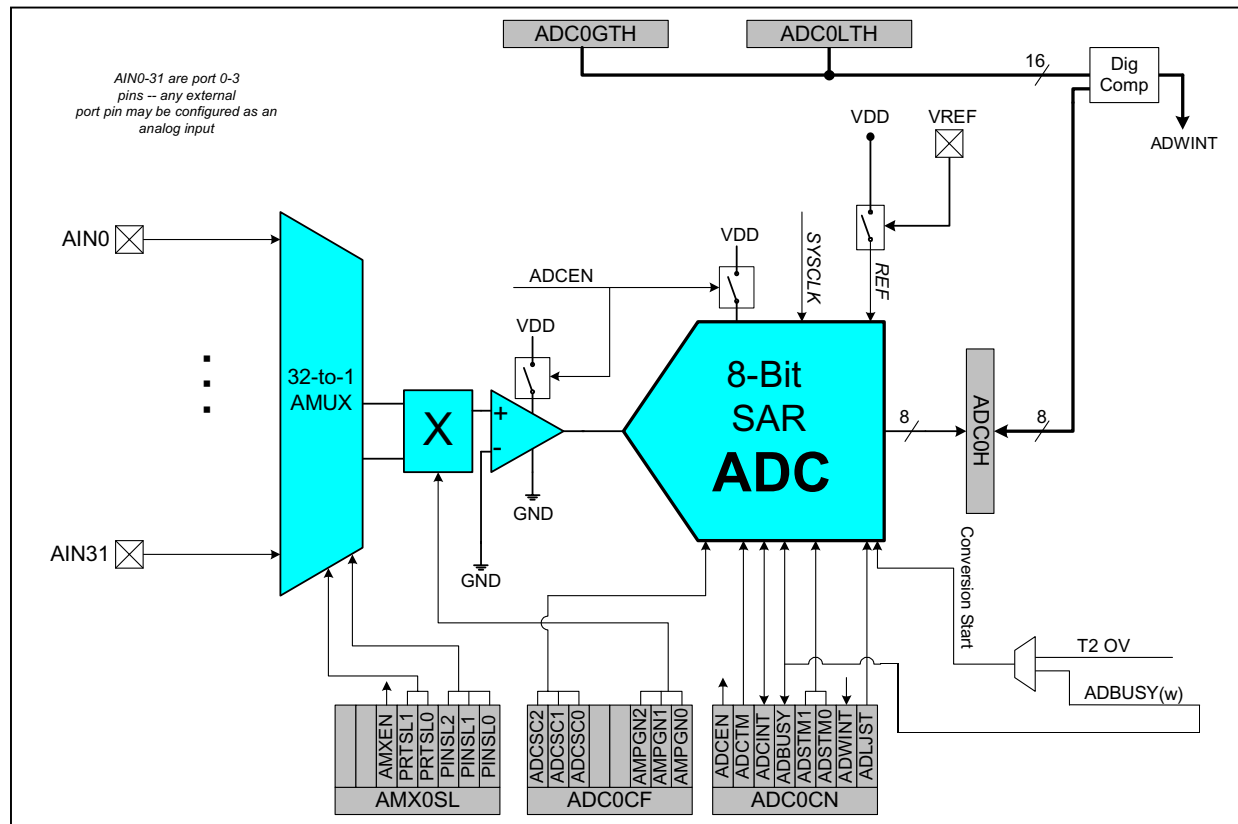 ADC0GTH
ADC0LTH
AIN0-31 are port 0-3
pins -- any external
port pin may be configured as an
analog input
16
Dig
Comp
ADWINT
VDD
VREF
AIN0
VDD
SYSCLK
REF
ADCEN
VDD
32-to-1
AMUX
X
+
-
8-Bit
SAR
ADC
8
ADC0H
8
GND
GND
AIN31
Conversion Start
T2 OV
ADBUSY(w)
AMXEN
PRTSL1
PRTSL0
PINSL2
PINSL1
PINSL0
AMX0SL
ADCSC2
ADCSC1
ADCSC0
AMPGN2
AMPGN1
AMPGN0
ADC0CF
ADCEN
ADCTM
ADCINT
ADBUSY
ADSTM1
ADSTM0
ADWINT
ADLJST
ADC0CN